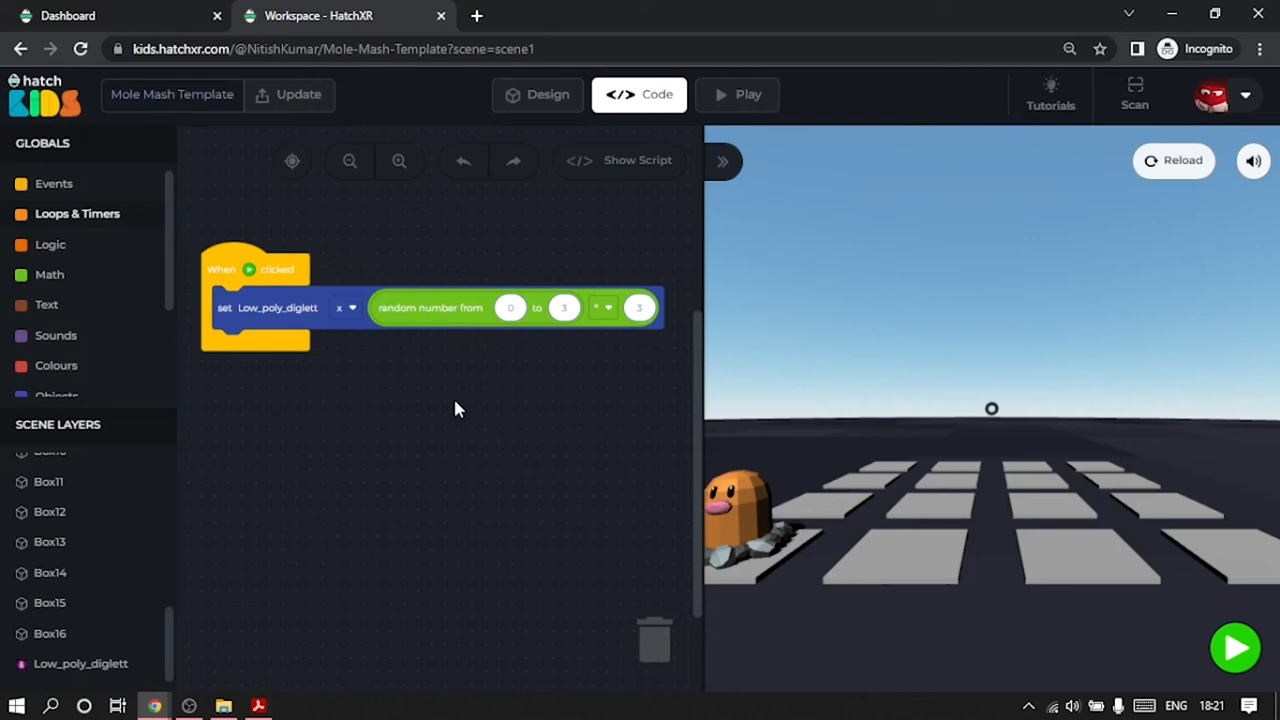 Dashboard
Workspace - HatchXR
kids.hatchxr.com/@NitishKumar/Mole-Mash-Template?scene=scene1
Incognito
hatch
KIDS
Mole Mash Template
Update
Design
</> Code
Play
Tutorials
Scan
GLOBALS
Events
Loops & Timers
Logic
Math
Text
Sounds
Colours
Objects
</> Show Script
Reload
When clicked
set Low_poly_diglett x random number from 0 to 3 * 3
SCENE LAYERS
Box10
Box11
Box12
Box13
Box14
Box15
Box16
Low_poly_diglett
ENG
18:21